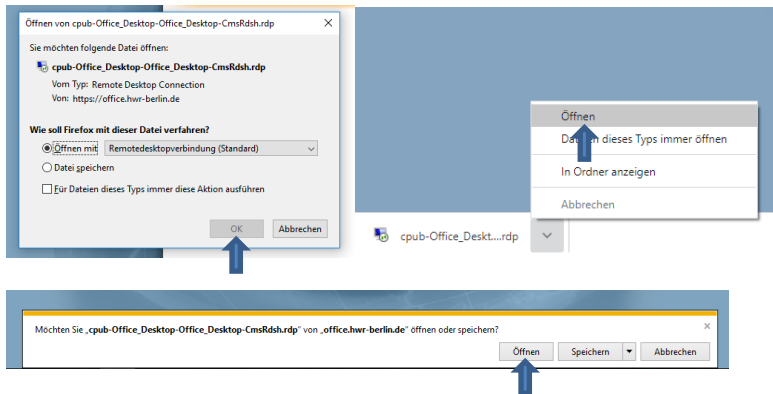 Öffnen von cpub-Office_Desktop-Office_Desktop-CmsRdsh.rdp
Sie möchten folgende Datei öffnen:
cpub-Office_Desktop-Office_Desktop-CmsRdsh.rdp
Vom Typ: Remote Desktop Connection
Von: https://office.hwr-berlin.de
Wie soll Firefox mit dieser Datei verfahren?
Öffnen mit Remotedesktopverbindung (Standard)
Datei speichern
Für Dateien dieses Typs immer diese Aktion ausführen
OK Abbrechen
Öffnen
Dateien dieses Typs immer öffnen
In Ordner anzeigen
Abbrechen
cpub-Office_Deskt....rdp
Möchten Sie „cpub-Office_Desktop-Office_Desktop-CmsRdsh.rdp“ von „office.hwr-berlin.de“ öffnen oder speichern?
Öffnen Speichern Abbrechen